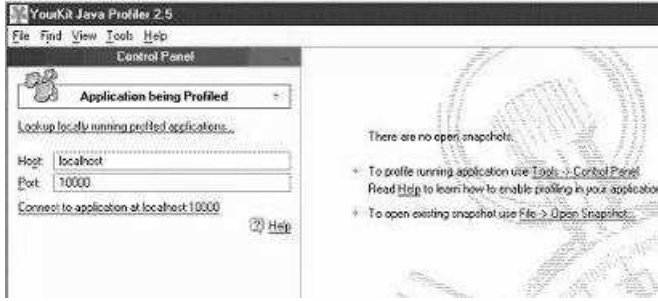 YourKit Java Profiler 2.5
File Find View Tools Help
Control Panel
Application being Profiled
Lookup locally running profiled applications...
Host: localhost
Port: 10000
Connect to application at localhost:10000
Help
There are no open snapshots.
To profile running application use Tools -> Control Panel
Read Help to learn how to enable profiling in your application
To open existing snapshot use File -> Open Snapshot...